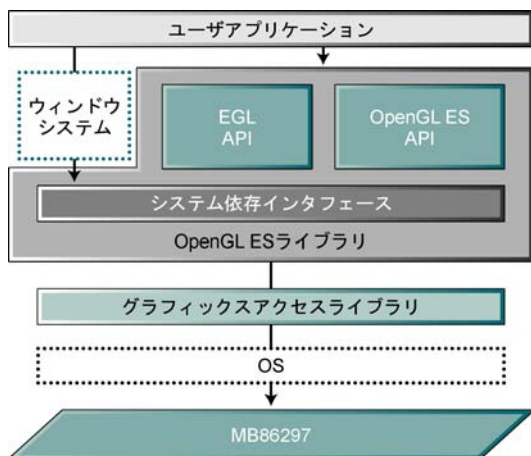 ユーザアプリケーション
ウィンドウ
システム
EGL
API
OpenGL ES
API
システム依存インタフェース
OpenGL ESライブラリ
グラフィックスアクセスライブラリ
OS
MB86297